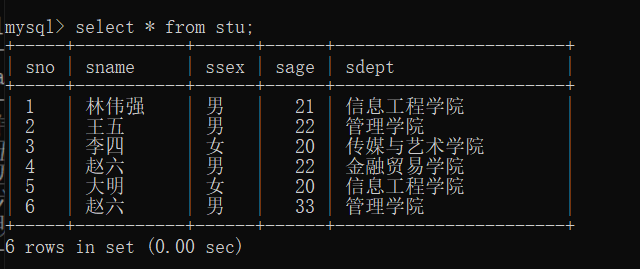 mysql> select * from stu;
+-----+--------+------+------+--------------------+
| sno | sname | ssex | sage | sdept |
+-----+--------+------+------+--------------------+
| 1 | 林伟强 | 男 | 21 | 信息工程学院 |
| 2 | 王五 | 男 | 22 | 管理学院 |
| 3 | 李四 | 女 | 20 | 传媒与艺术学院 |
| 4 | 赵六 | 男 | 22 | 金融贸易学院 |
| 5 | 大明 | 女 | 20 | 信息工程学院 |
| 6 | 赵六 | 男 | 33 | 管理学院 |
+-----+--------+------+------+--------------------+
6 rows in set (0.00 sec)